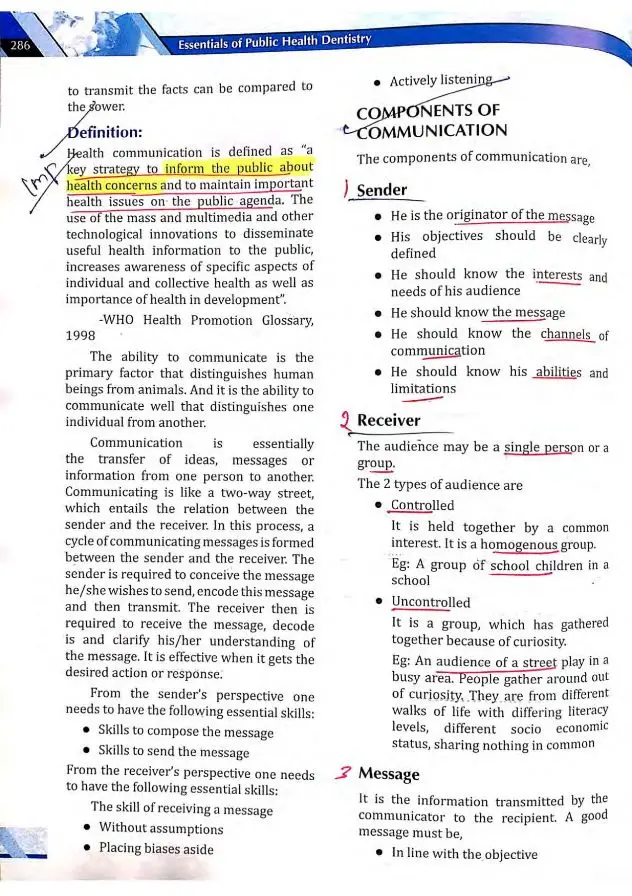 286
Essentials of Public Health Dentistry
to transmit the facts can be compared to
the power.
Definition:
Imp
Health communication is defined as "a
key strategy to inform the public about
health concerns and to maintain important
health issues on the public agenda. The
use of the mass and multimedia and other
technological innovations to disseminate
useful health information to the public,
increases awareness of specific aspects of
individual and collective health as well as
importance of health in development".
-WHO Health Promotion Glossary,
1998
The ability to communicate is the
primary factor that distinguishes human
beings from animals. And it is the ability to
communicate well that distinguishes one
individual from another.
Communication is essentially
the transfer of ideas, messages or
information from one person to another.
Communicating is like a two-way street,
which entails the relation between the
sender and the receiver. In this process, a
cycle of communicating messages is formed
between the sender and the receiver. The
sender is required to conceive the message
he/she wishes to send, encode this message
and then transmit. The receiver then is
required to receive the message, decode
is and clarify his/her understanding of
the message. It is effective when it gets the
desired action or response.
From the sender's perspective one
needs to have the following essential skills:
• Skills to compose the message
• Skills to send the message
From the receiver's perspective one needs
to have the following essential skills:
The skill of receiving a message
• Without assumptions
• Placing biases aside
• Actively listening
COMPONENTS OF
COMMUNICATION
The components of communication are,
1) Sender
• He is the originator of the message
• His objectives should be clearly
defined
• He should know the interests and
needs of his audience
• He should know the message
• He should know the channels of
communication
• He should know his abilities and
limitations
2 Receiver
The audience may be a single person or a
group.
The 2 types of audience are
• Controlled
It is held together by a common
interest. It is a homogenous group.
Eg: A group of school children in a
school
• Uncontrolled
It is a group, which has gathered
together because of curiosity.
Eg: An audience of a street play in a
busy area. People gather around out
of curiosity. They are from different
walks of life with differing literacy
levels, different socio economic
status, sharing nothing in common
3 Message
It is the information transmitted by the
communicator to the recipient. A good
message must be,
• In line with the objective